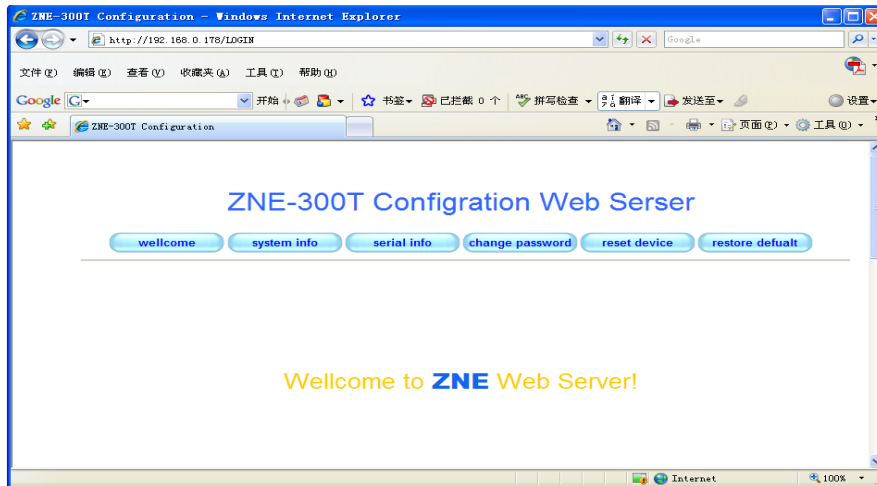 ZNE-300T Configuration - Windows Internet Explorer
http://192.168.0.178/LOGIN
Google
文件(F) 编辑(E) 查看(V) 收藏夹(A) 工具(T) 帮助(H)
Google G 开始 书签 已拦截 0 个 拼写检查 翻译 发送至 设置
ZNE-300T Configuration 页面(P) 工具(O)
ZNE-300T Configration Web Serser
wellcome system info serial info change password reset device restore defualt
Wellcome to ZNE Web Server!
Internet 100%